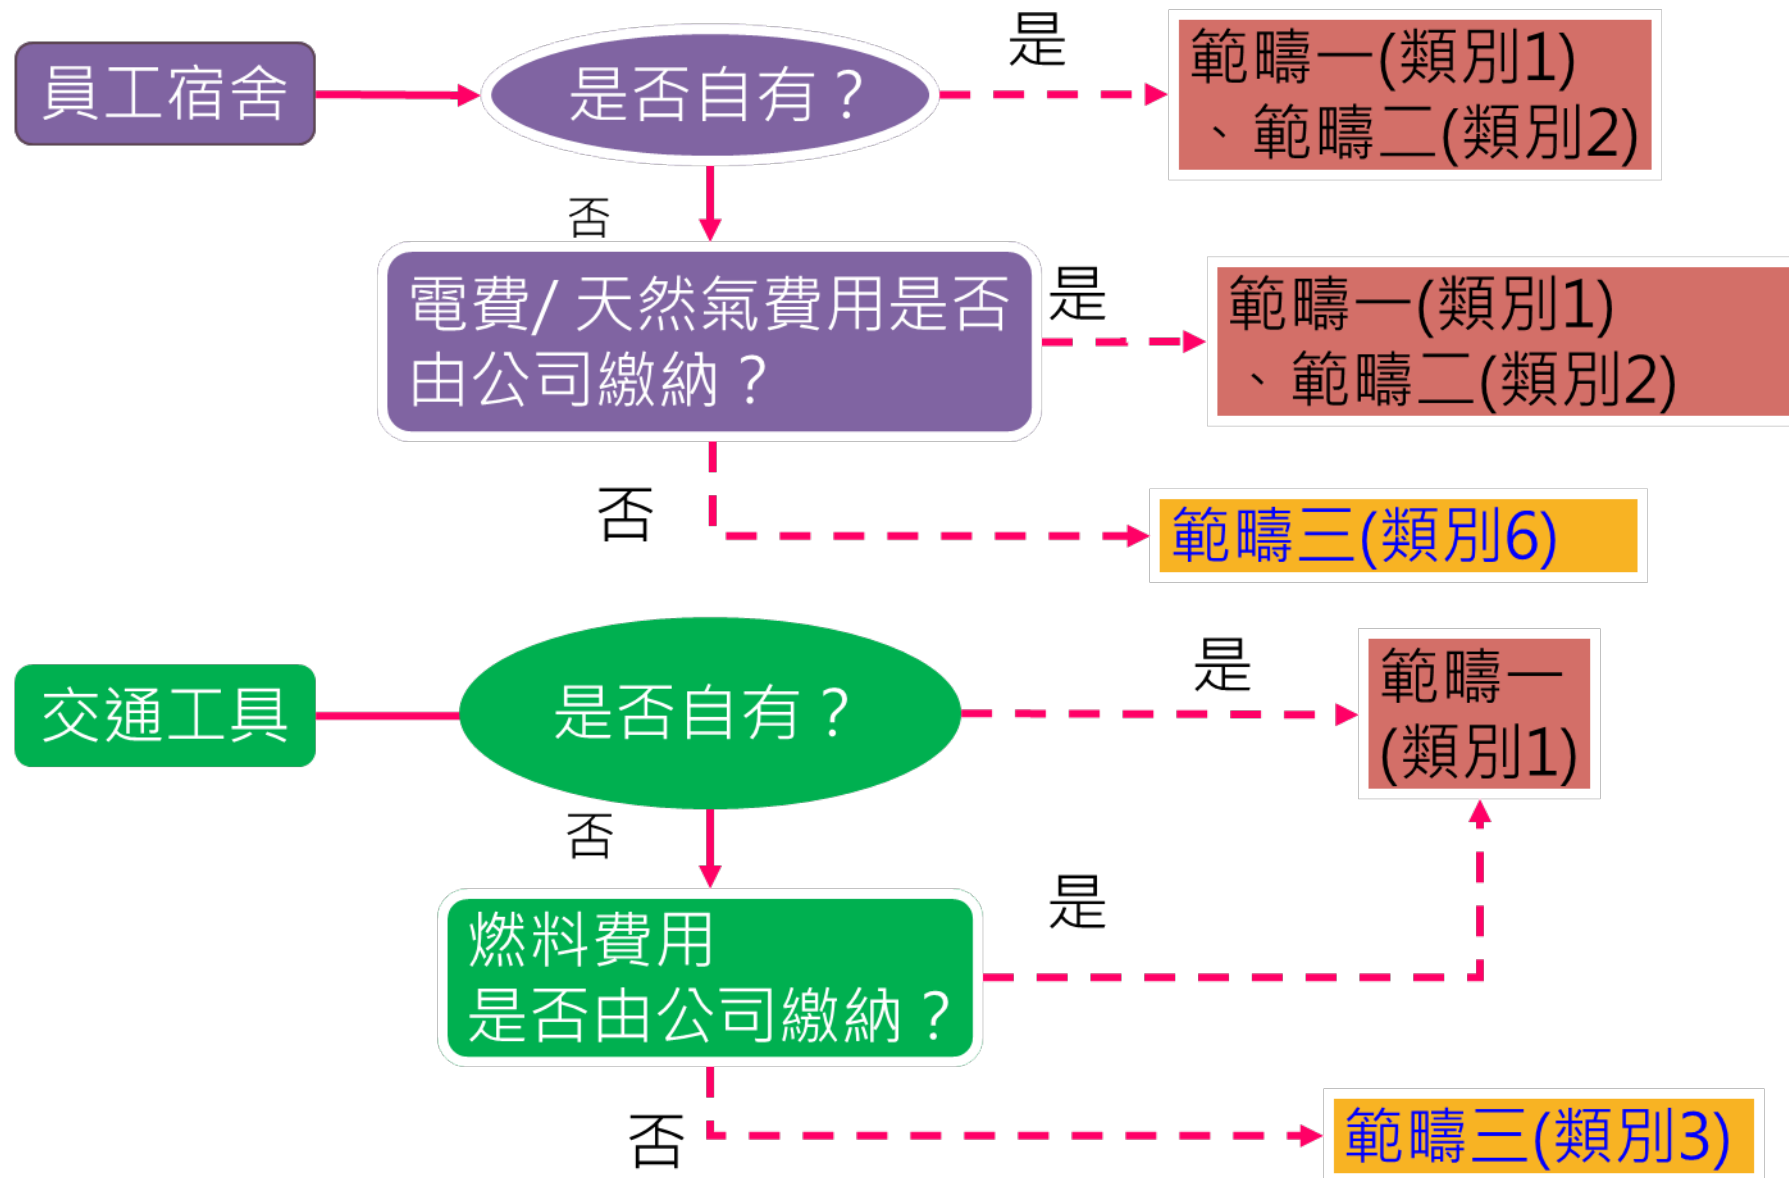 員工宿舍
是否自有？
是
範疇一(類別1)
、範疇二(類別2)
否
電費/ 天然氣費用是否
由公司繳納？
是
範疇一(類別1)
、範疇二(類別2)
否
範疇三(類別6)
交通工具
是否自有？
是
範疇一
(類別1)
否
燃料費用
是否由公司繳納？
是
否
範疇三(類別3)